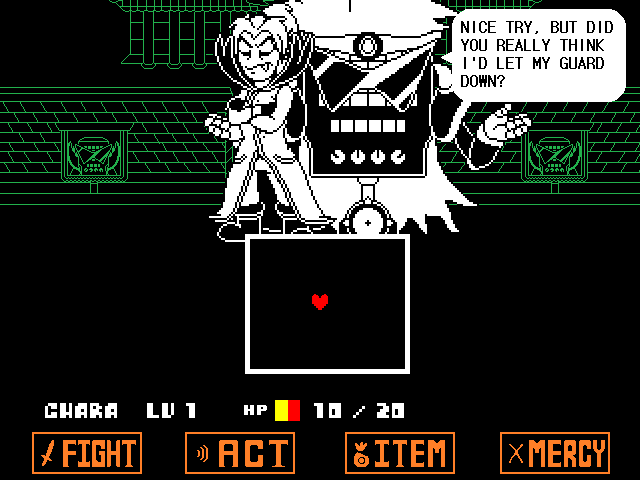 NICE TRY, BUT DID
YOU REALLY THINK
I'D LET MY GUARD
DOWN?
CHARA LV 1 HP 10 / 20
FIGHT ACT ITEM MERCY